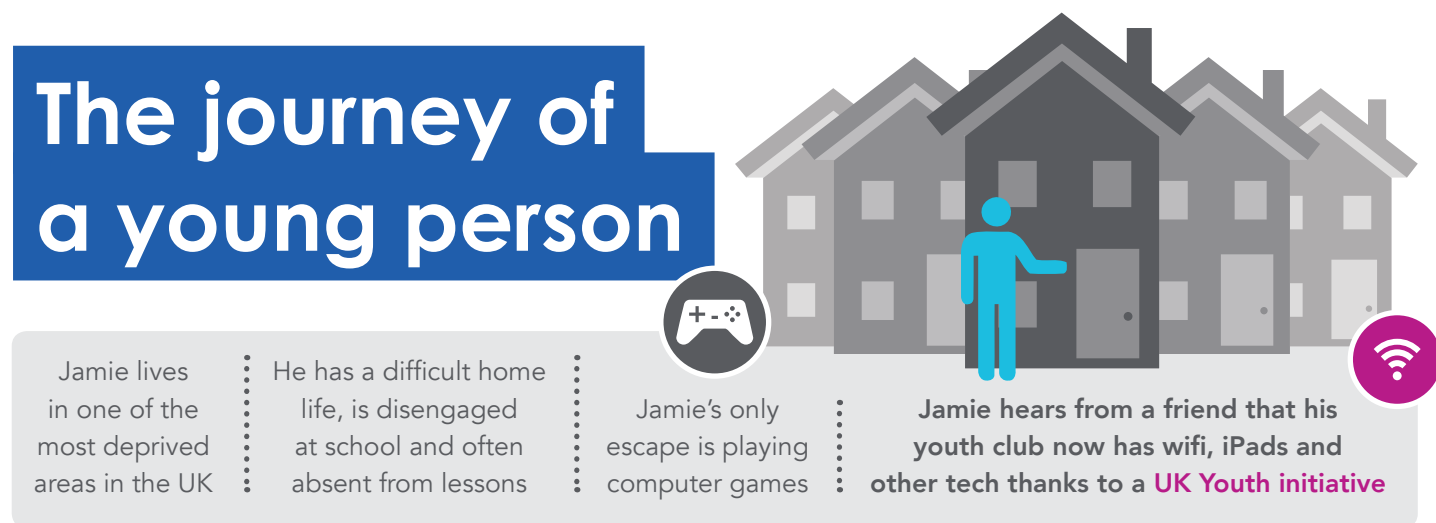 The journey of
a young person
Jamie lives
in one of the
most deprived
areas in the UK
He has a difficult home
life, is disengaged
at school and often
absent from lessons
Jamie’s only
escape is playing
computer games
Jamie hears from a friend that his
youth club now has wifi, iPads and
other tech thanks to a UK Youth initiative